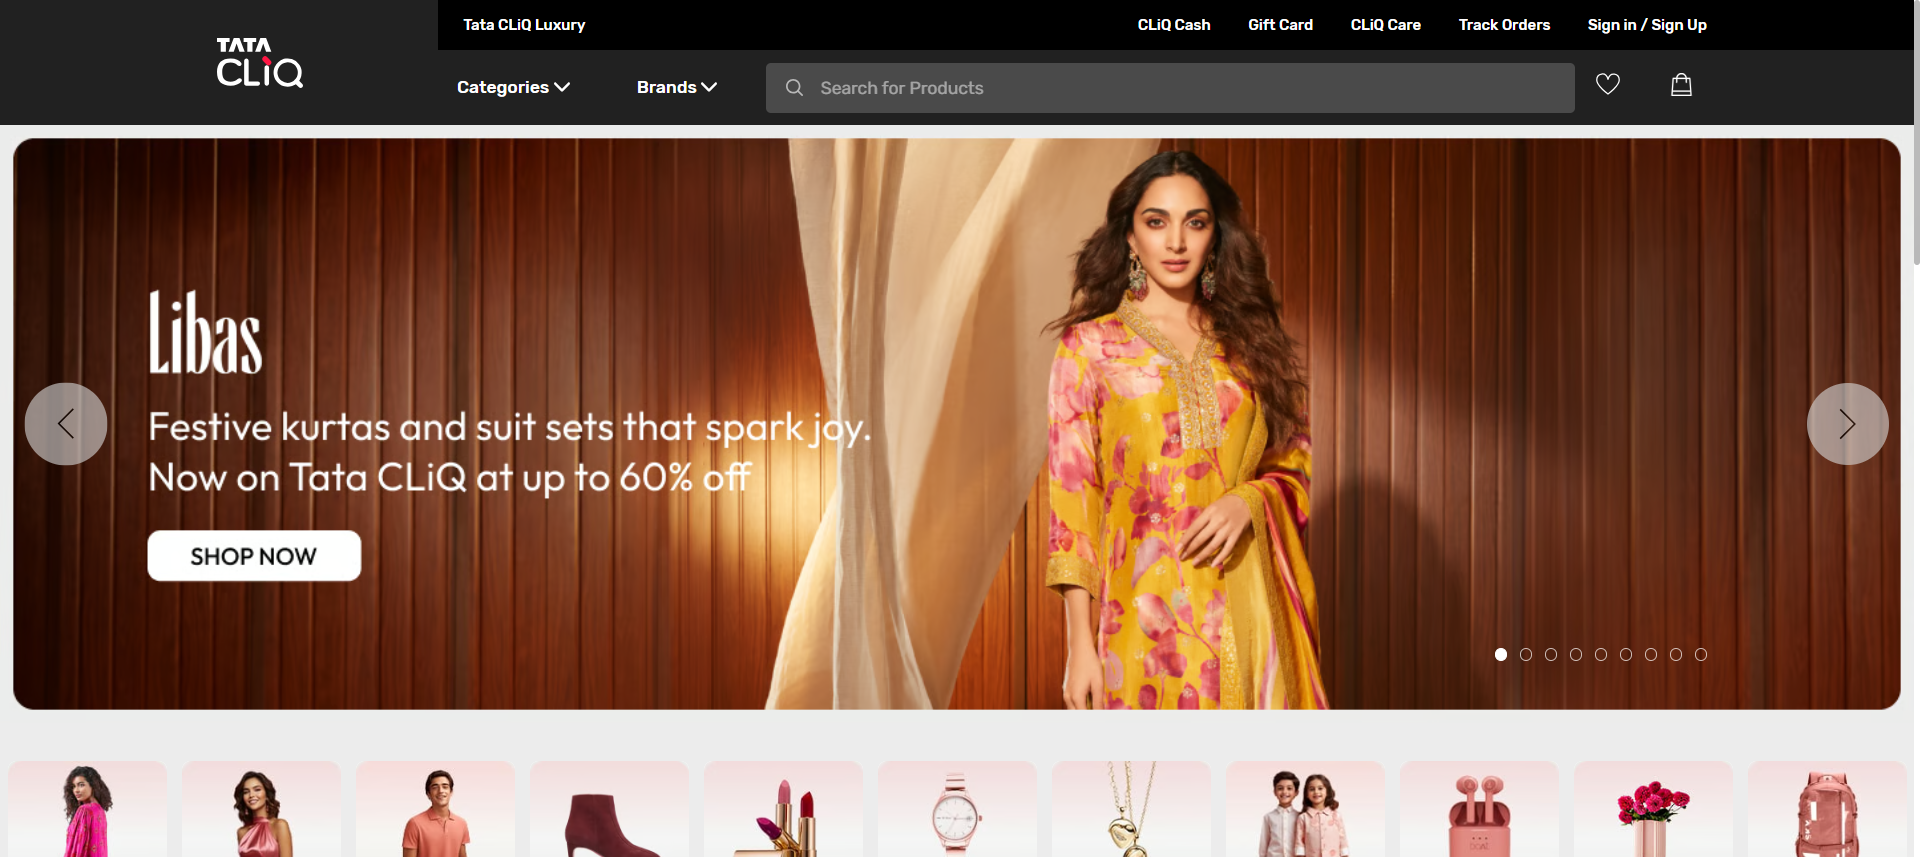 Tata CLiQ Luxury
CLiQ Cash
Gift Card
CLiQ Care
Track Orders
Sign in / Sign Up
TATA
CLiQ
Categories
Brands
Search for Products
Libas
Festive kurtas and suit sets that spark joy.
Now on Tata CLiQ at up to 60% off
SHOP NOW